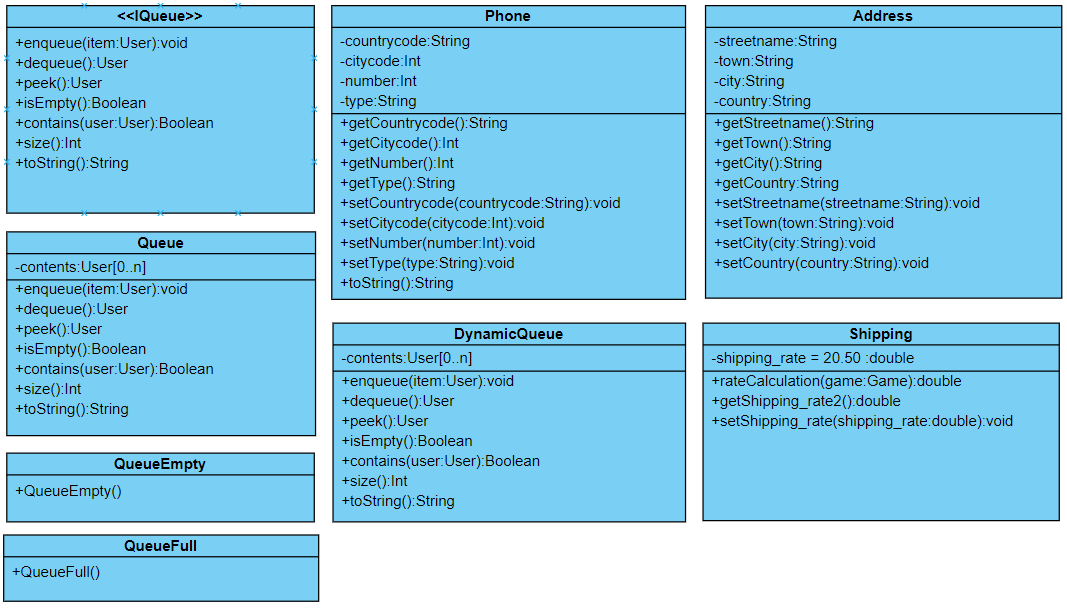 <<IQueue>>
+enqueue(item:User):void
+dequeue():User
+peek():User
+isEmpty():Boolean
+contains(user:User):Boolean
+size():Int
+toString():String
Queue
-contents:User[0..n]
+enqueue(item:User):void
+dequeue():User
+peek():User
+isEmpty():Boolean
+contains(user:User):Boolean
+size():Int
+toString():String
QueueEmpty
+QueueEmpty()
QueueFull
+QueueFull()
Phone
-countrycode:String
-citycode:Int
-number:Int
-type:String
+getCountrycode():String
+getCitycode():Int
+getNumber():Int
+getType():String
+setCountrycode(countrycode:String):void
+setCitycode(citycode:Int):void
+setNumber(number:Int):void
+setType(type:String):void
+toString():String
DynamicQueue
-contents:User[0..n]
+enqueue(item:User):void
+dequeue():User
+peek():User
+isEmpty():Boolean
+contains(user:User):Boolean
+size():Int
+toString():String
Address
-streetname:String
-town:String
-city:String
-country:String
+getStreetname():String
+getTown():String
+getCity():String
+getCountry:String
+setStreetname(streetname:String):void
+setTown(town:String):void
+setCity(city:String):void
+setCountry(country:String):void
Shipping
-shipping_rate = 20.50 :double
+rateCalculation(game:Game):double
+getShipping_rate2():double
+setShipping_rate(shipping_rate:double):void